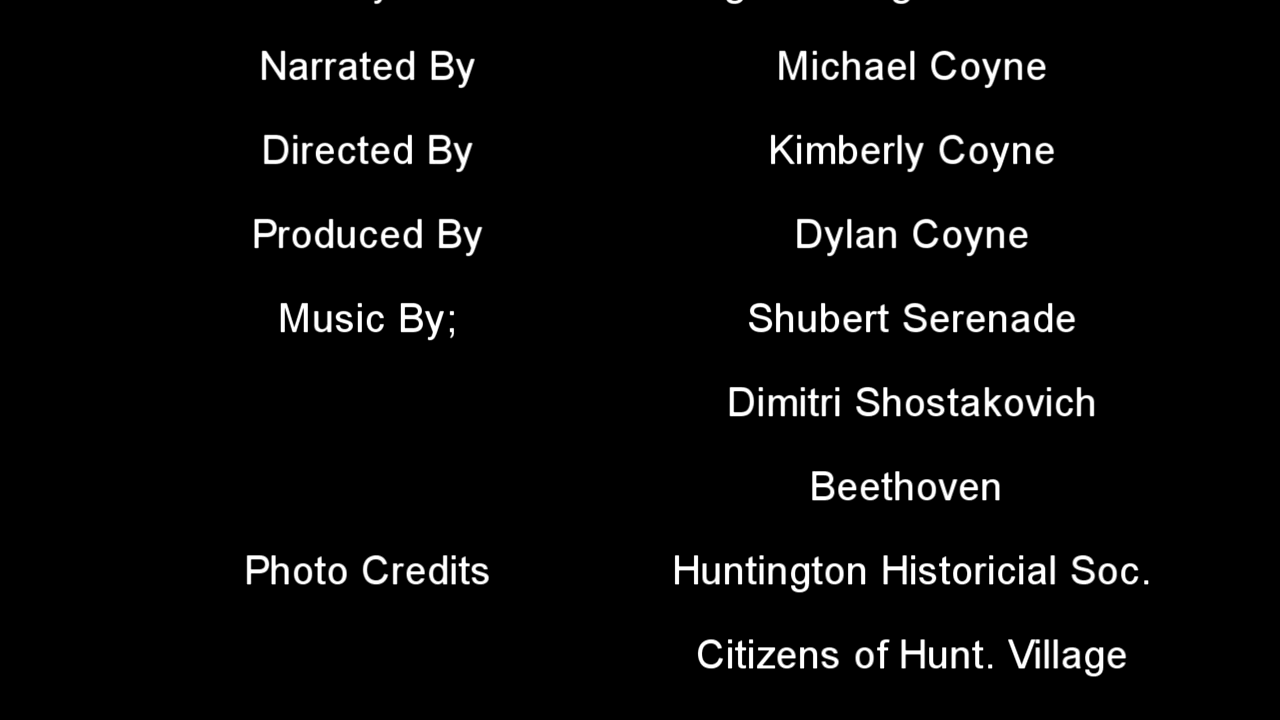 Narrated By Michael Coyne
Directed By Kimberly Coyne
Produced By Dylan Coyne
Music By; Shubert Serenade
Dimitri Shostakovich
Beethoven
Photo Credits Huntington Historicial Soc.
Citizens of Hunt. Village